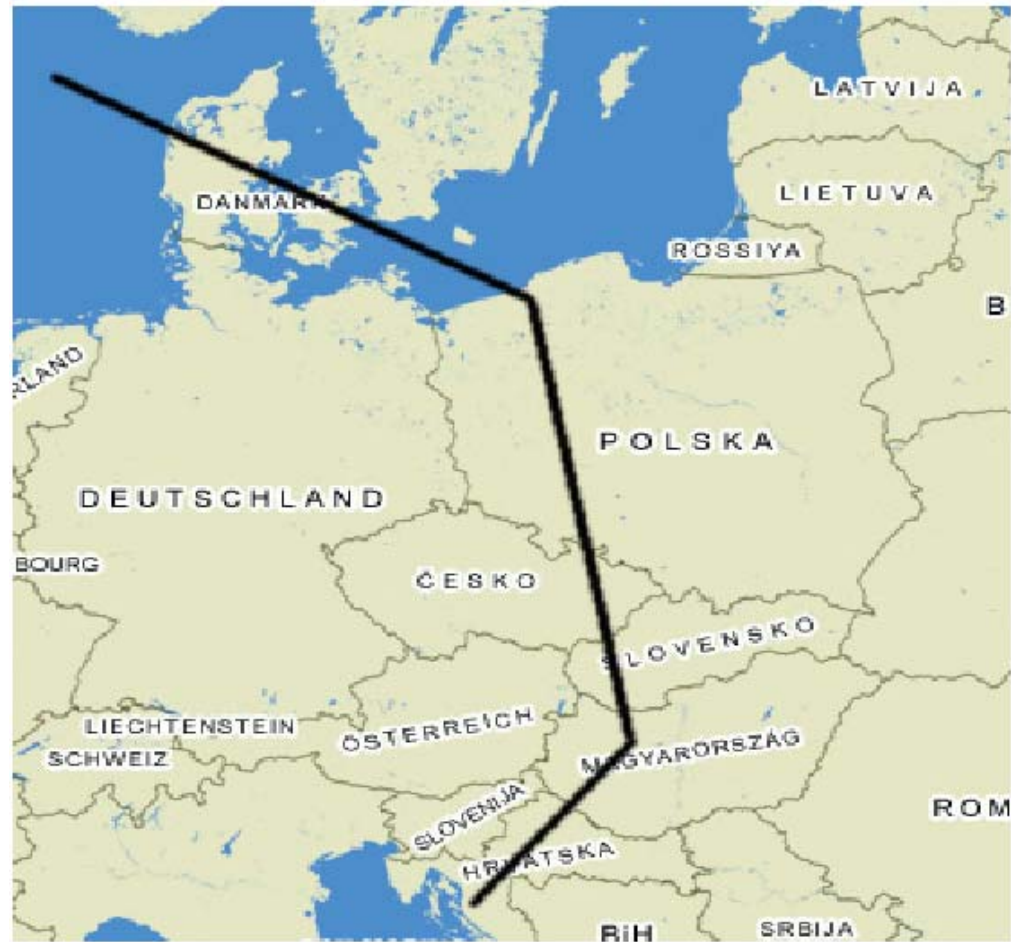 LATVIJA
LIETUVA
DANMARK
ROSSIYA
B
RLAND
POLSKA
DEUTSCHLAND
BOURG
ČESKO
SLOVENSKO
LIECHTENSTEIN
ÖSTERREICH
SCHWEIZ
MAGYARORSZÁG
SLOVENIJA
ROM
HRVATSKA
BiH
SRBIJA